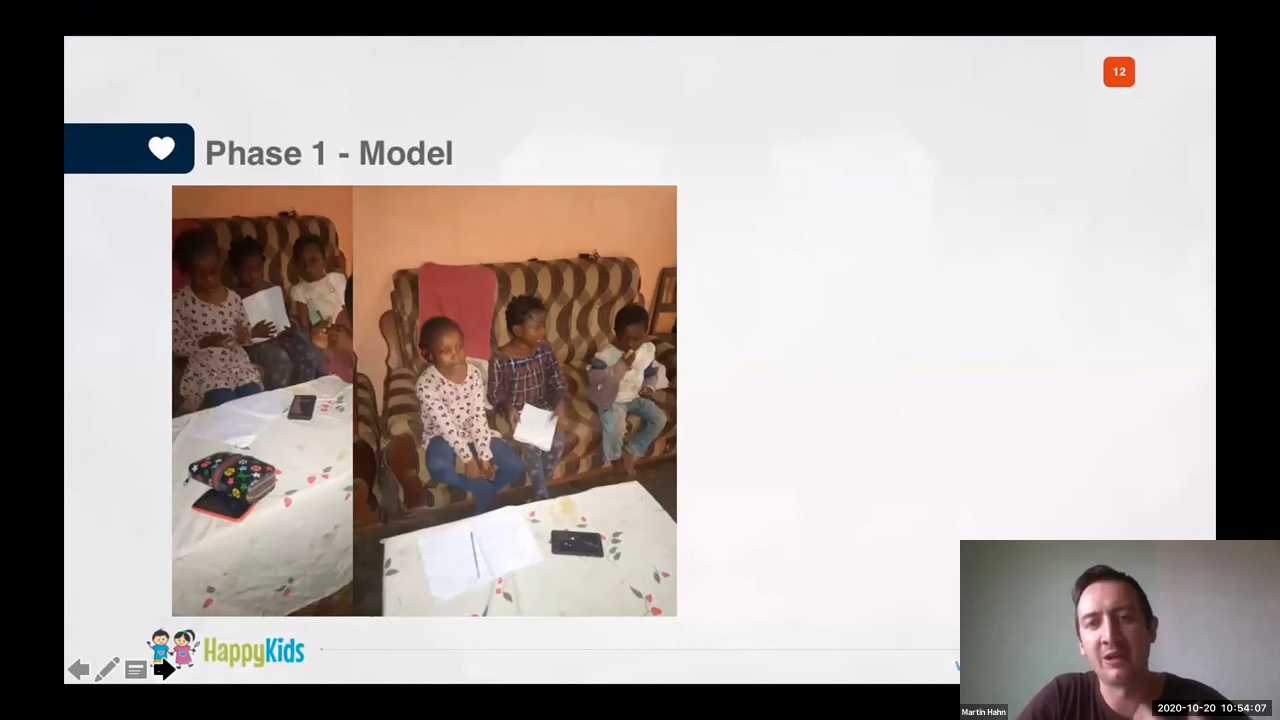 12
Phase 1 - Model
HappyKids
Martin Hahn
2020-10-20 10:54:07